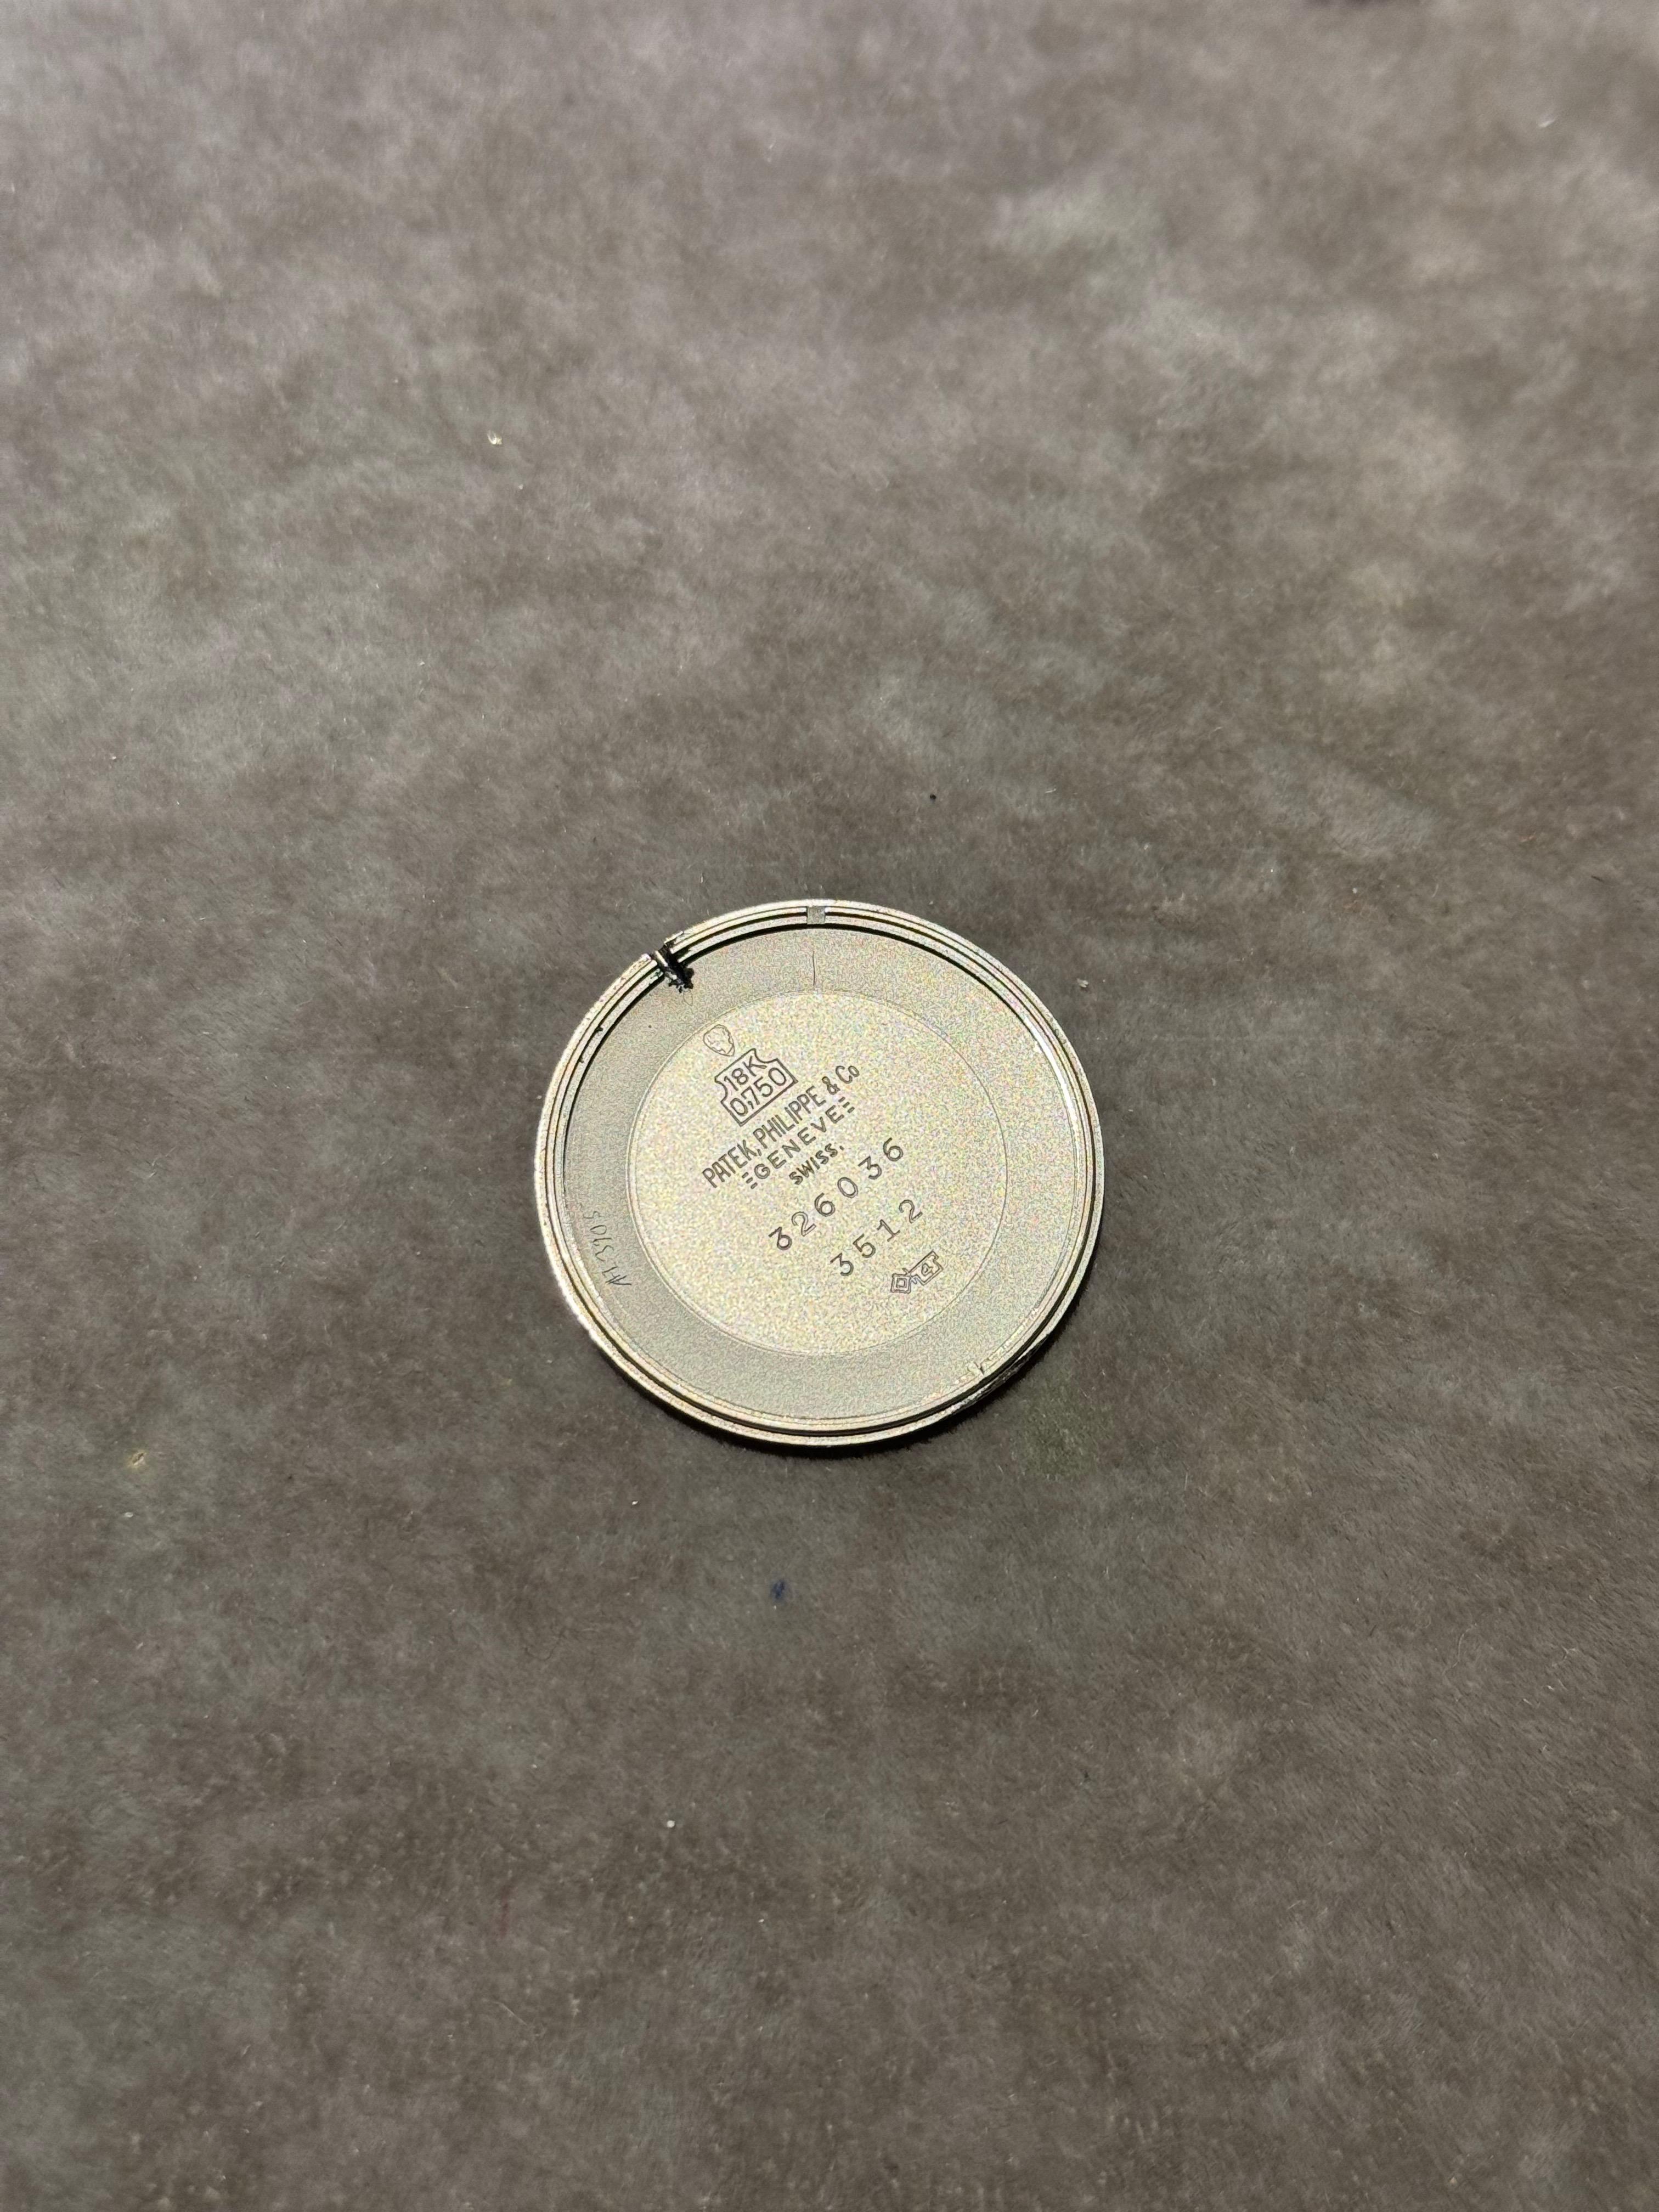 18K
0,750
PATEK, PHILIPPE & Co
GENEVE
SWISS.
326036
3512